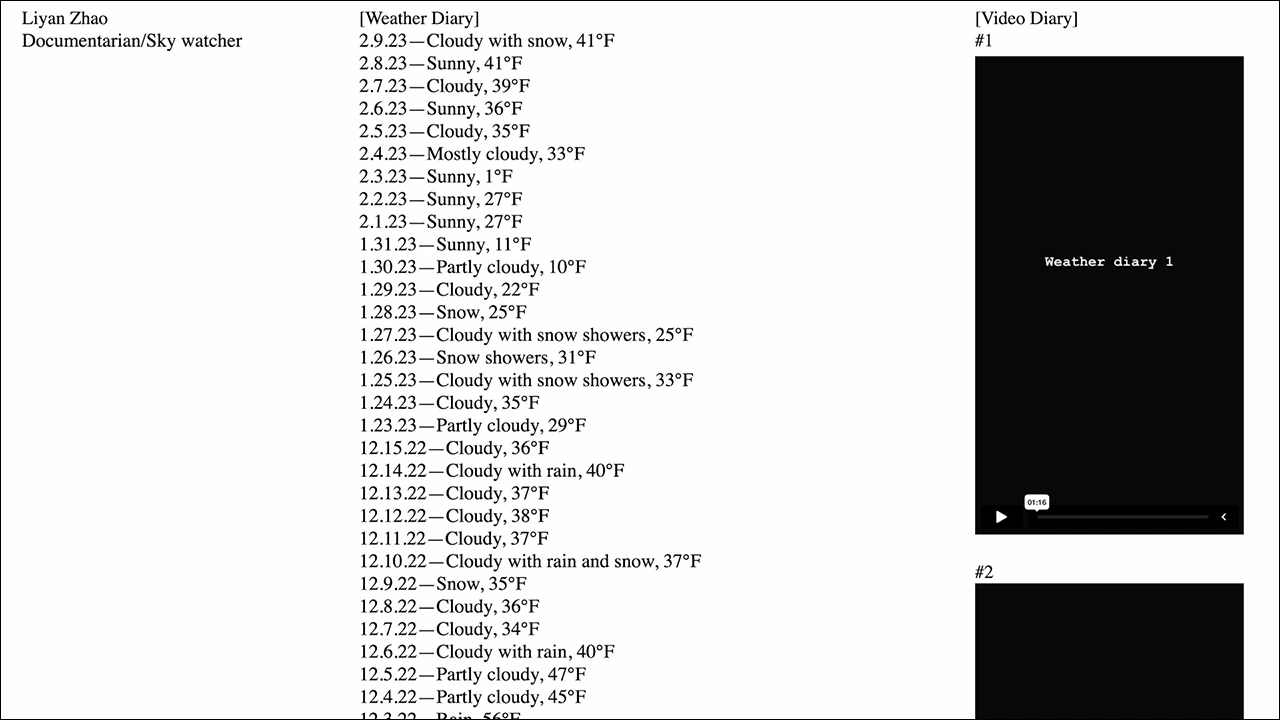 Liyan Zhao
Documentarian/Sky watcher
[Weather Diary]
2.9.23—Cloudy with snow, 41°F
2.8.23—Sunny, 41°F
2.7.23—Cloudy, 39°F
2.6.23—Sunny, 36°F
2.5.23—Cloudy, 35°F
2.4.23—Mostly cloudy, 33°F
2.3.23—Sunny, 1°F
2.2.23—Sunny, 27°F
2.1.23—Sunny, 27°F
1.31.23—Sunny, 11°F
1.30.23—Partly cloudy, 10°F
1.29.23—Cloudy, 22°F
1.28.23—Snow, 25°F
1.27.23—Cloudy with snow showers, 25°F
1.26.23—Snow showers, 31°F
1.25.23—Cloudy with snow showers, 33°F
1.24.23—Cloudy, 35°F
1.23.23—Partly cloudy, 29°F
12.15.22—Cloudy, 36°F
12.14.22—Cloudy with rain, 40°F
12.13.22—Cloudy, 37°F
12.12.22—Cloudy, 38°F
12.11.22—Cloudy, 37°F
12.10.22—Cloudy with rain and snow, 37°F
12.9.22—Snow, 35°F
12.8.22—Cloudy, 36°F
12.7.22—Cloudy, 34°F
12.6.22—Cloudy with rain, 40°F
12.5.22—Partly cloudy, 47°F
12.4.22—Partly cloudy, 45°F
12.3.22—Rain, 56°F
[Video Diary]
#1
Weather diary 1
01:16
#2